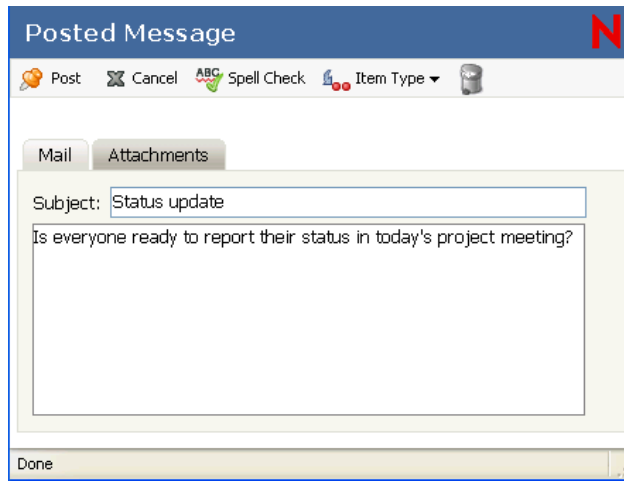 Posted Message
N
Post Cancel ABC Spell Check Item Type
Mail Attachments
Subject: Status update
Is everyone ready to report their status in today's project meeting?
Done